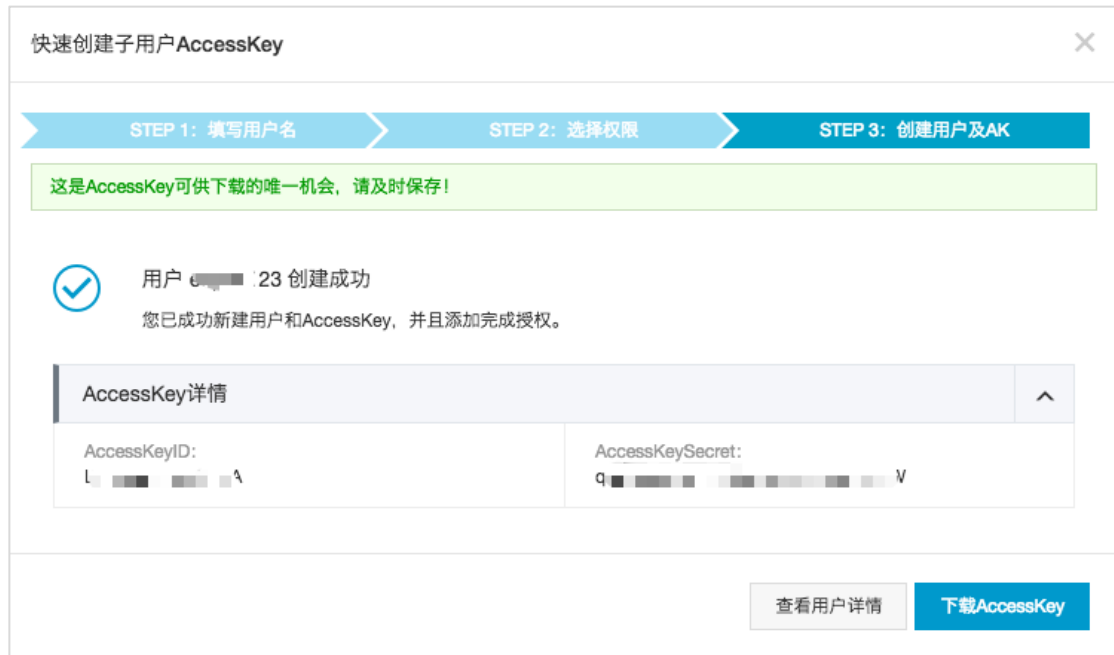 快速创建子用户AccessKey
STEP 1：填写用户名
STEP 2：选择权限
STEP 3：创建用户及AK
这是AccessKey可供下载的唯一机会，请及时保存！
用户 23 创建成功
您已成功新建用户和AccessKey，并且添加完成授权。
AccessKey详情
AccessKeyID:
AccessKeySecret:
查看用户详情
下载AccessKey